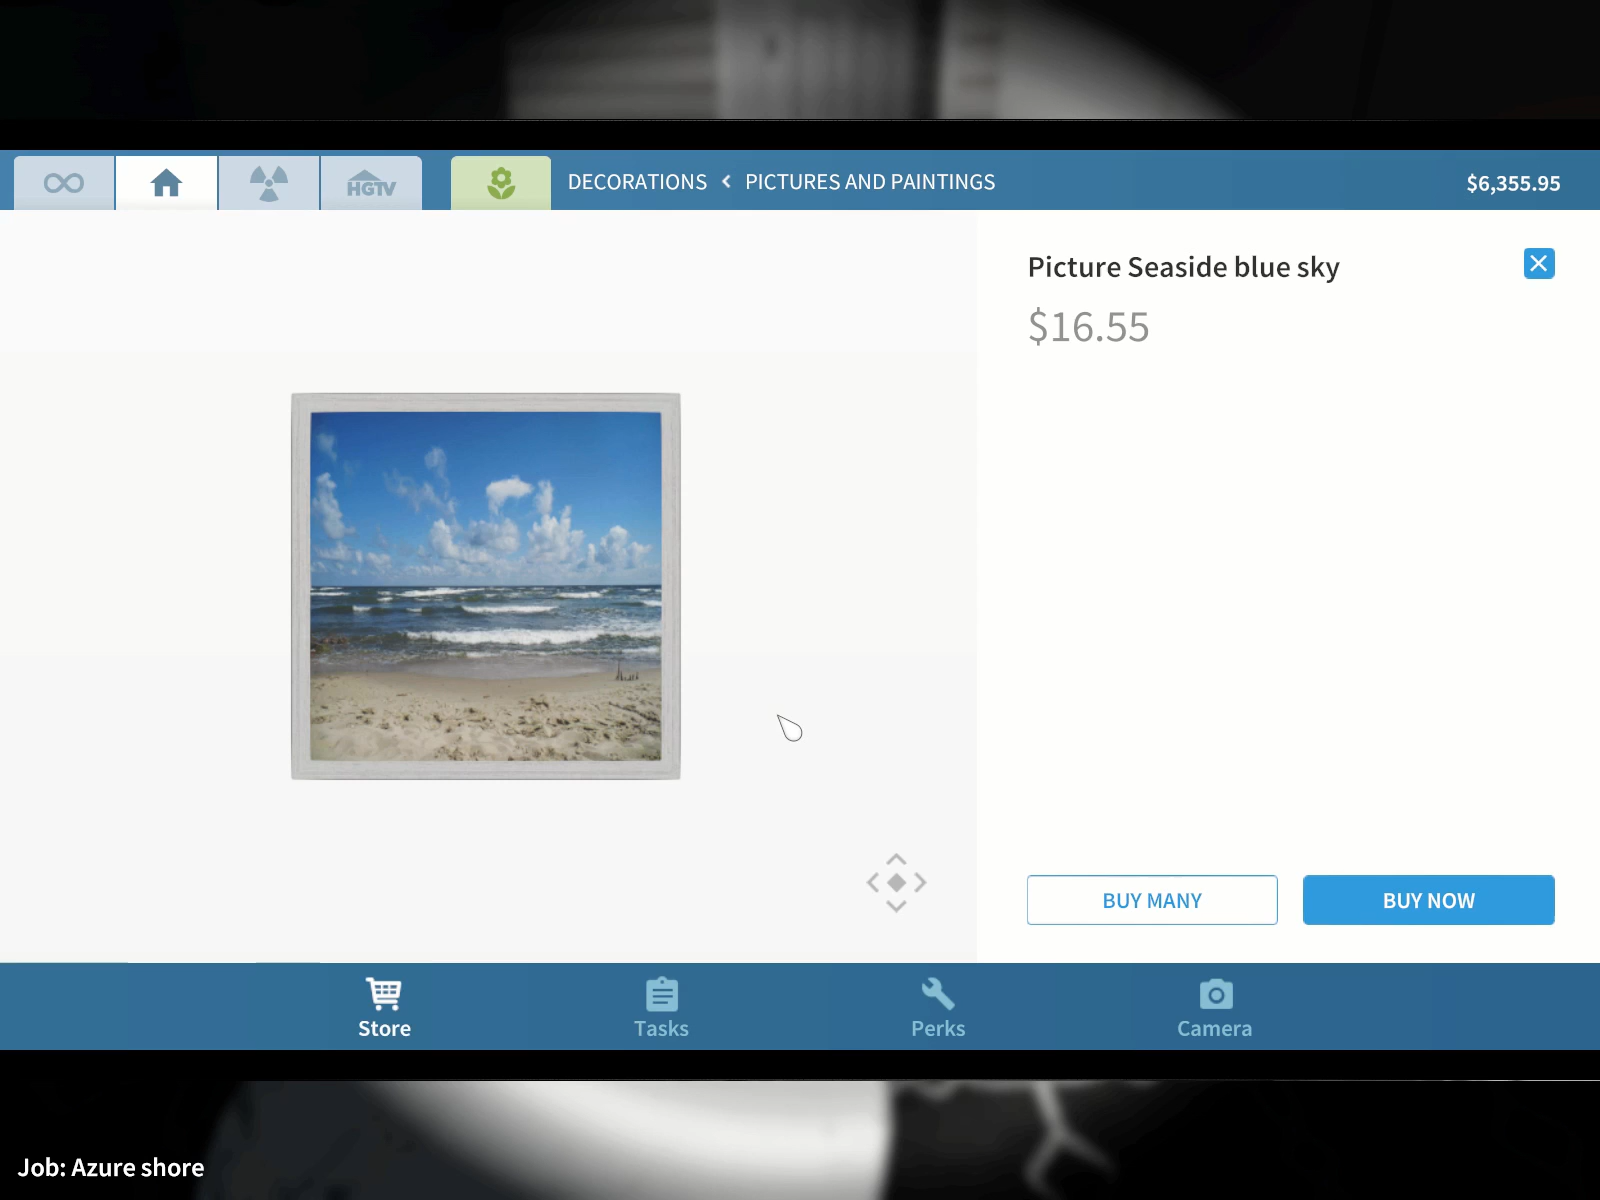 HGTV
DECORATIONS < PICTURES AND PAINTINGS
$6,355.95
Picture Seaside blue sky
$16.55
BUY MANY
BUY NOW
Store
Tasks
Perks
Camera
Job: Azure shore